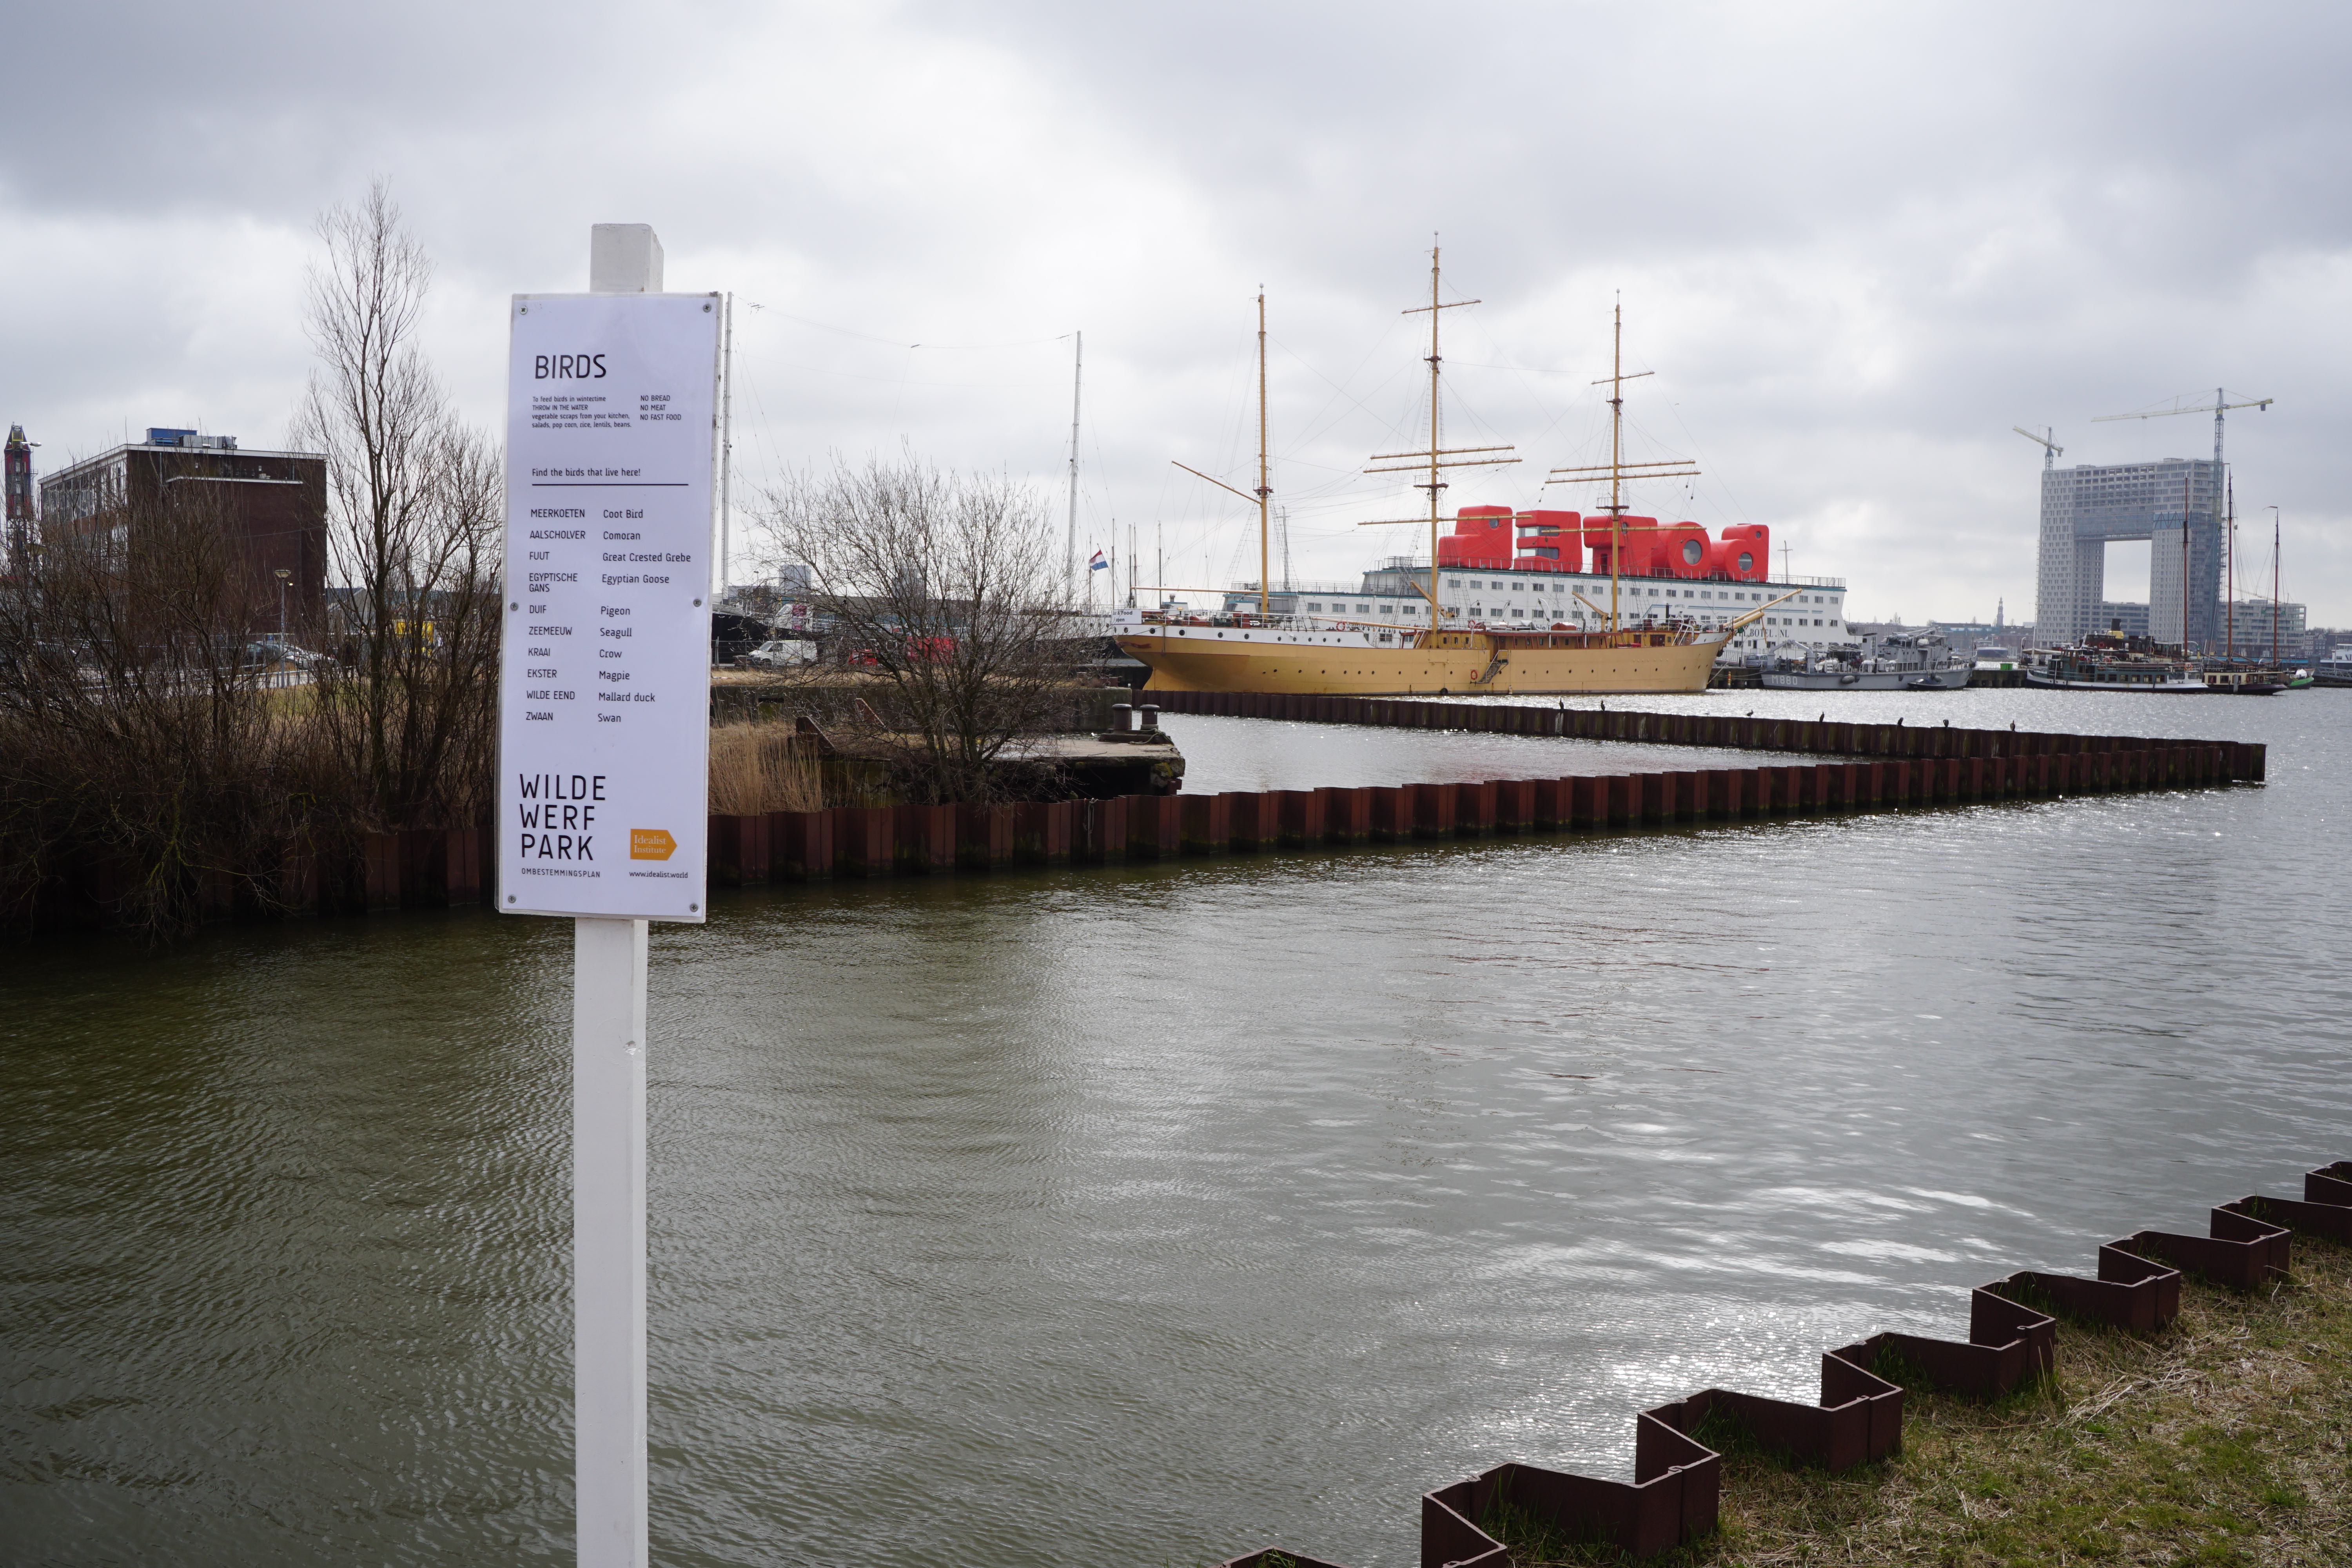 BIRDS
To feed birds in wintertime
THROW IN THE WATER
vegetable scraps from your kitchen,
salads, pop corn, rice, lentils, beans.
NO BREAD
NO MEAT
NO FAST FOOD
Find the birds that live here!
MEERKOETEN Coot Bird
AALSCHOLVER Comoran
FUUT Great Crested Grebe
EGYPTISCHE Egyptian Goose
GANS
DUIF Pigeon
ZEEMEEUW Seagull
KRAAI Crow
EKSTER Magpie
WILDE EEND Mallard duck
ZWAAN Swan
WILDE
WERF
PARK
OMBESTEMMINGSPLAN
Idealist
Institute
www.idealist.world
BOTEL.NL
M880